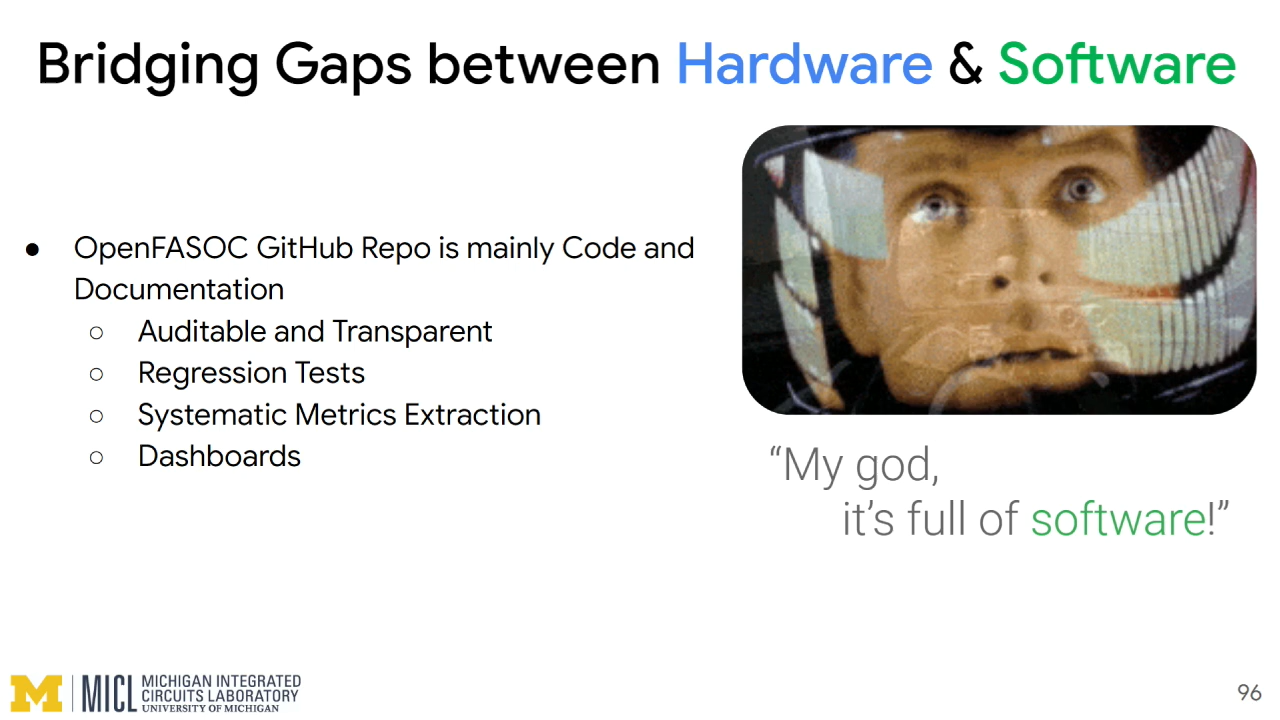 Bridging Gaps between Hardware & Software
● OpenFASOC GitHub Repo is mainly Code and
Documentation
○ Auditable and Transparent
○ Regression Tests
○ Systematic Metrics Extraction
○ Dashboards
“My god,
it’s full of software!”
M | MICL MICHIGAN INTEGRATED
CIRCUITS LABORATORY
UNIVERSITY OF MICHIGAN
96